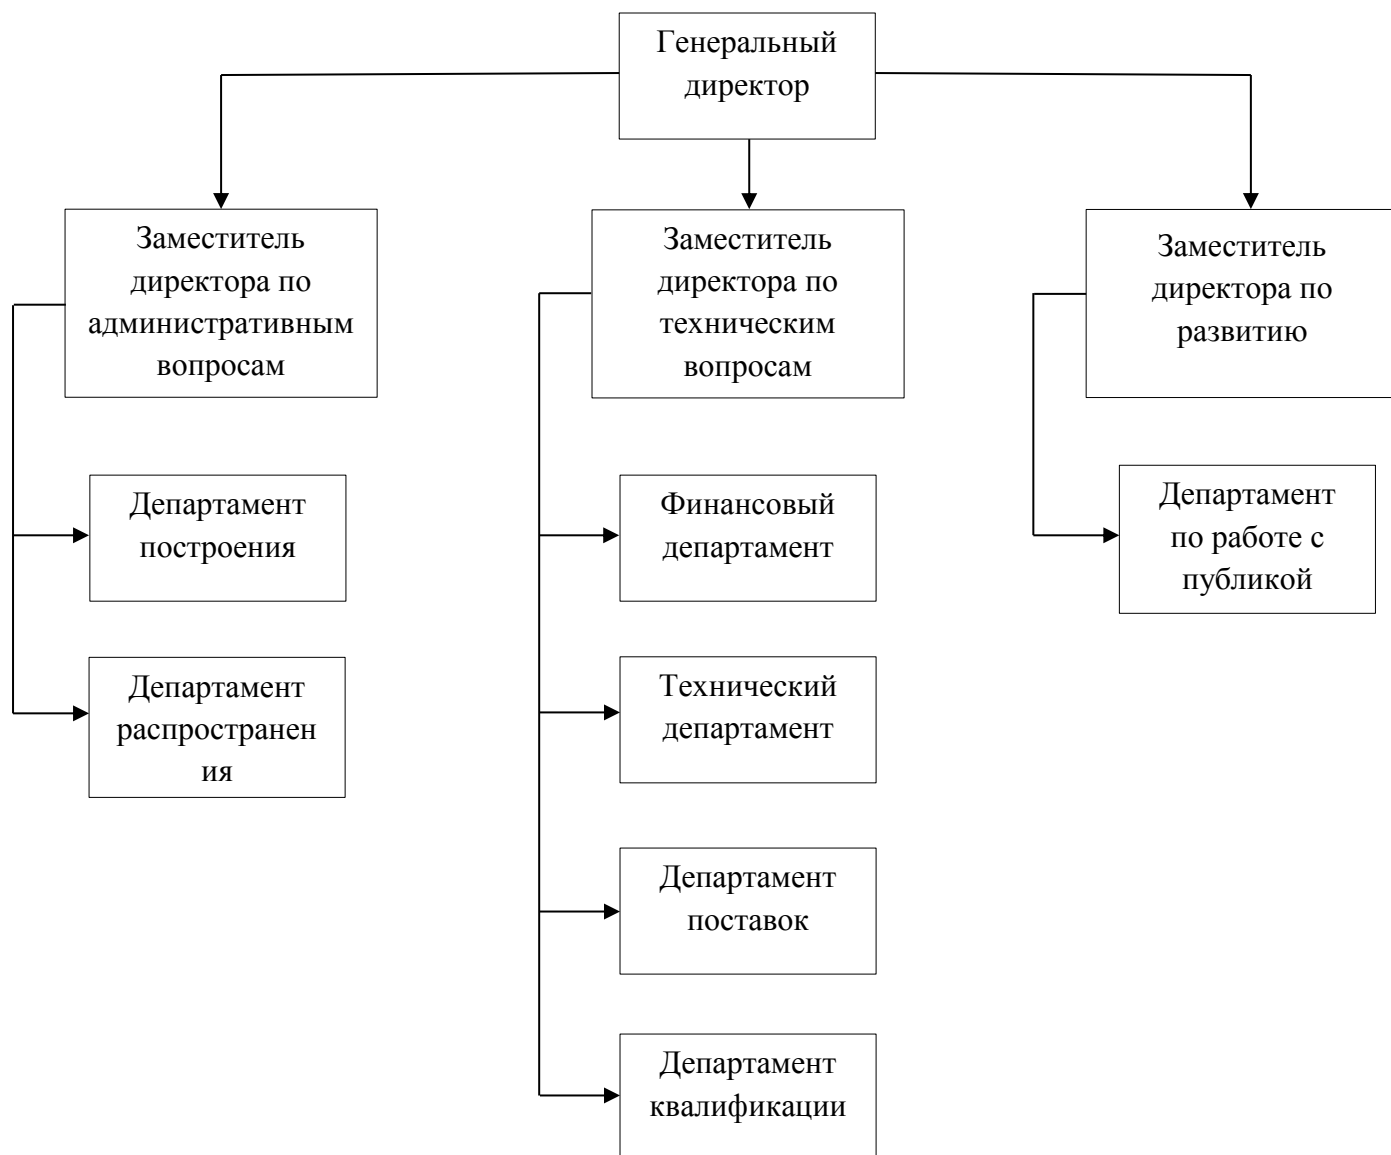 Генеральный
директор
Заместитель
директора по
административным
вопросам
Заместитель
директора по
техническим
вопросам
Заместитель
директора по
развитию
Департамент
построения
Финансовый
департамент
Департамент
по работе с
публикой
Департамент
распространен
ия
Технический
департамент
Департамент
поставок
Департамент
квалификации